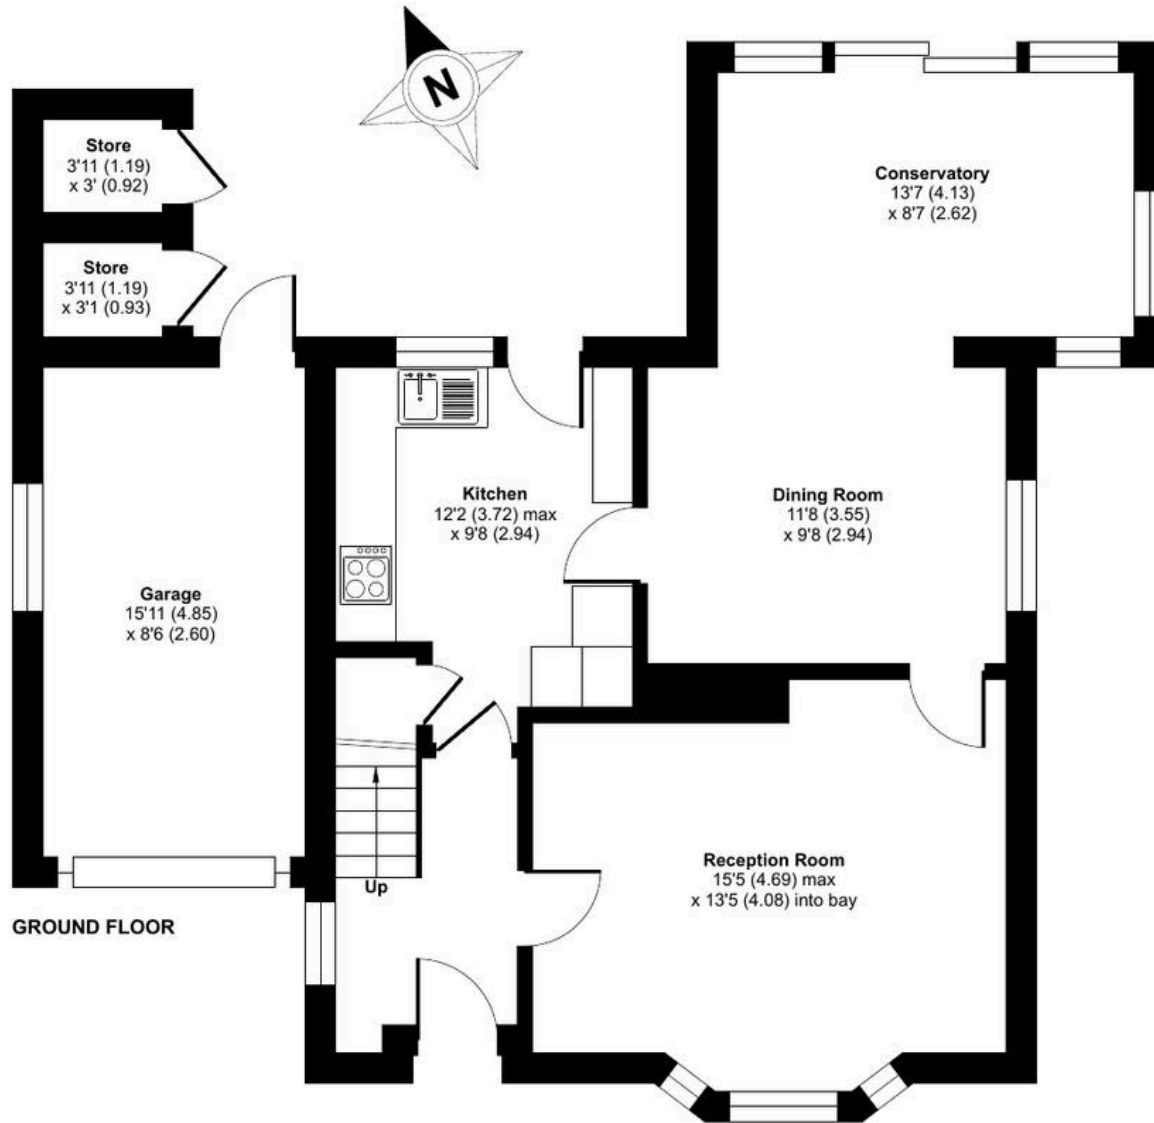 N
Store
3'11 (1.19)
x 3' (0.92)
Store
3'11 (1.19)
x 3'1 (0.93)
Conservatory
13'7 (4.13)
x 8'7 (2.62)
Kitchen
12'2 (3.72) max
x 9'8 (2.94)
Dining Room
11'8 (3.55)
x 9'8 (2.94)
Garage
15'11 (4.85)
x 8'6 (2.60)
Up
Reception Room
15'5 (4.69) max
x 13'5 (4.08) into bay
GROUND FLOOR